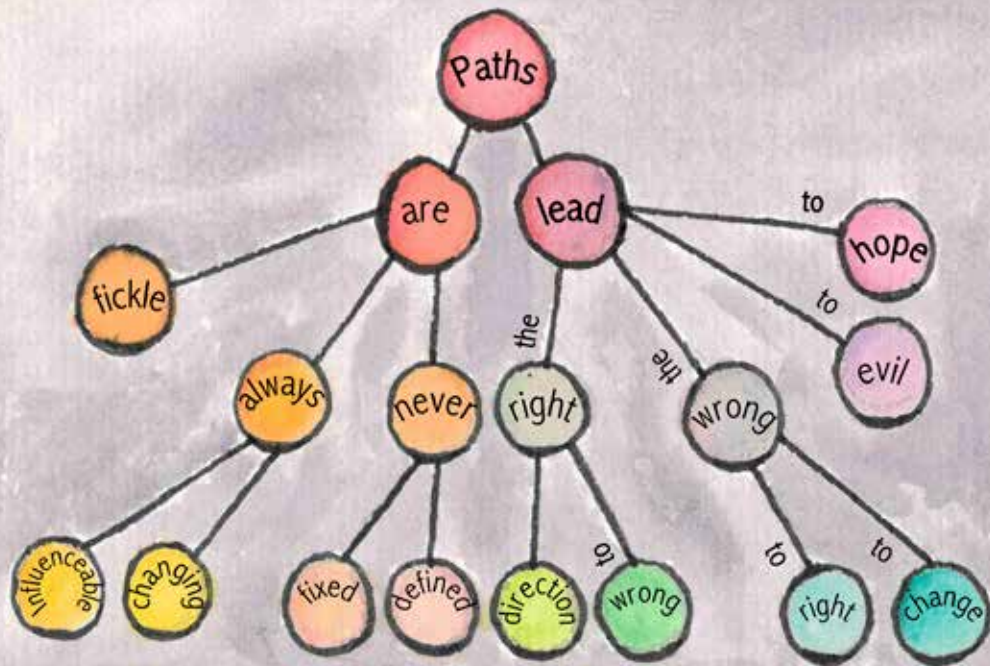 Paths
are
lead
to
hope
fickle
to
evil
the
the
always
never
right
wrong
Influenceable
changing
fixed
defined
direction
to
wrong
to
right
to
change